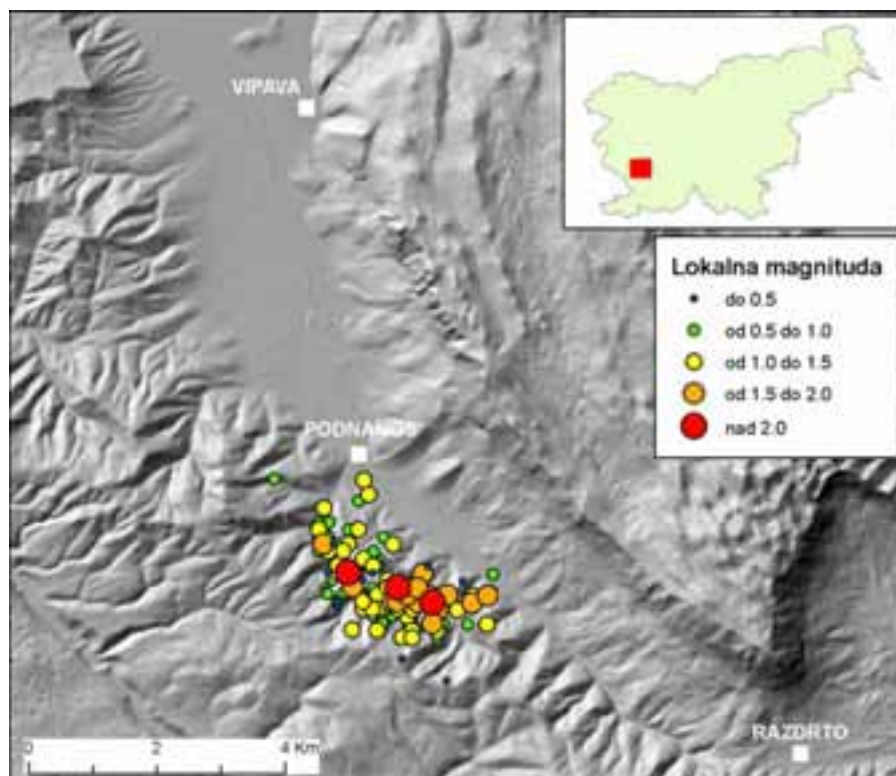 VIPAVA
Lokalna magnituda
do 0.5
od 0.5 do 1.0
od 1.0 do 1.5
od 1.5 do 2.0
nad 2.0
PODNANOS
RAZDRTO
0 2 4 Km